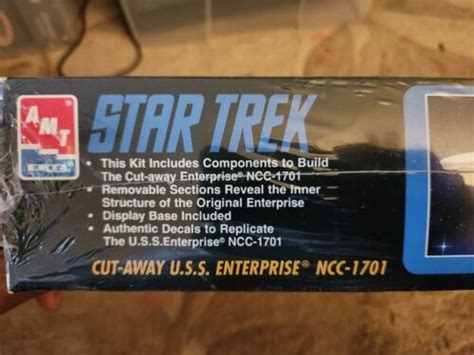 AMT
ERTL
STAR TREK
• This Kit Includes Components to Build
The Cut-away Enterprise® NCC-1701
• Removable Sections Reveal the Inner
Structure of the Original Enterprise
• Display Base Included
• Authentic Decals to Replicate
The U.S.S.Enterprise® NCC-1701
CUT-AWAY U.S.S. ENTERPRISE® NCC-1701